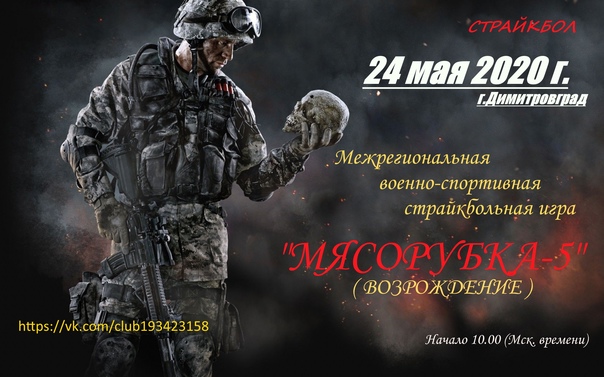 СТРАЙКБОЛ
24 мая 2020 г.
г.Димитровград
Межрегиональная
военно-спортивная
страйкбольная игра
"МЯСОРУБКА-5"
( ВОЗРОЖДЕНИЕ )
https://vk.com/club193423158
Начало 10.00 (Мск. времени)